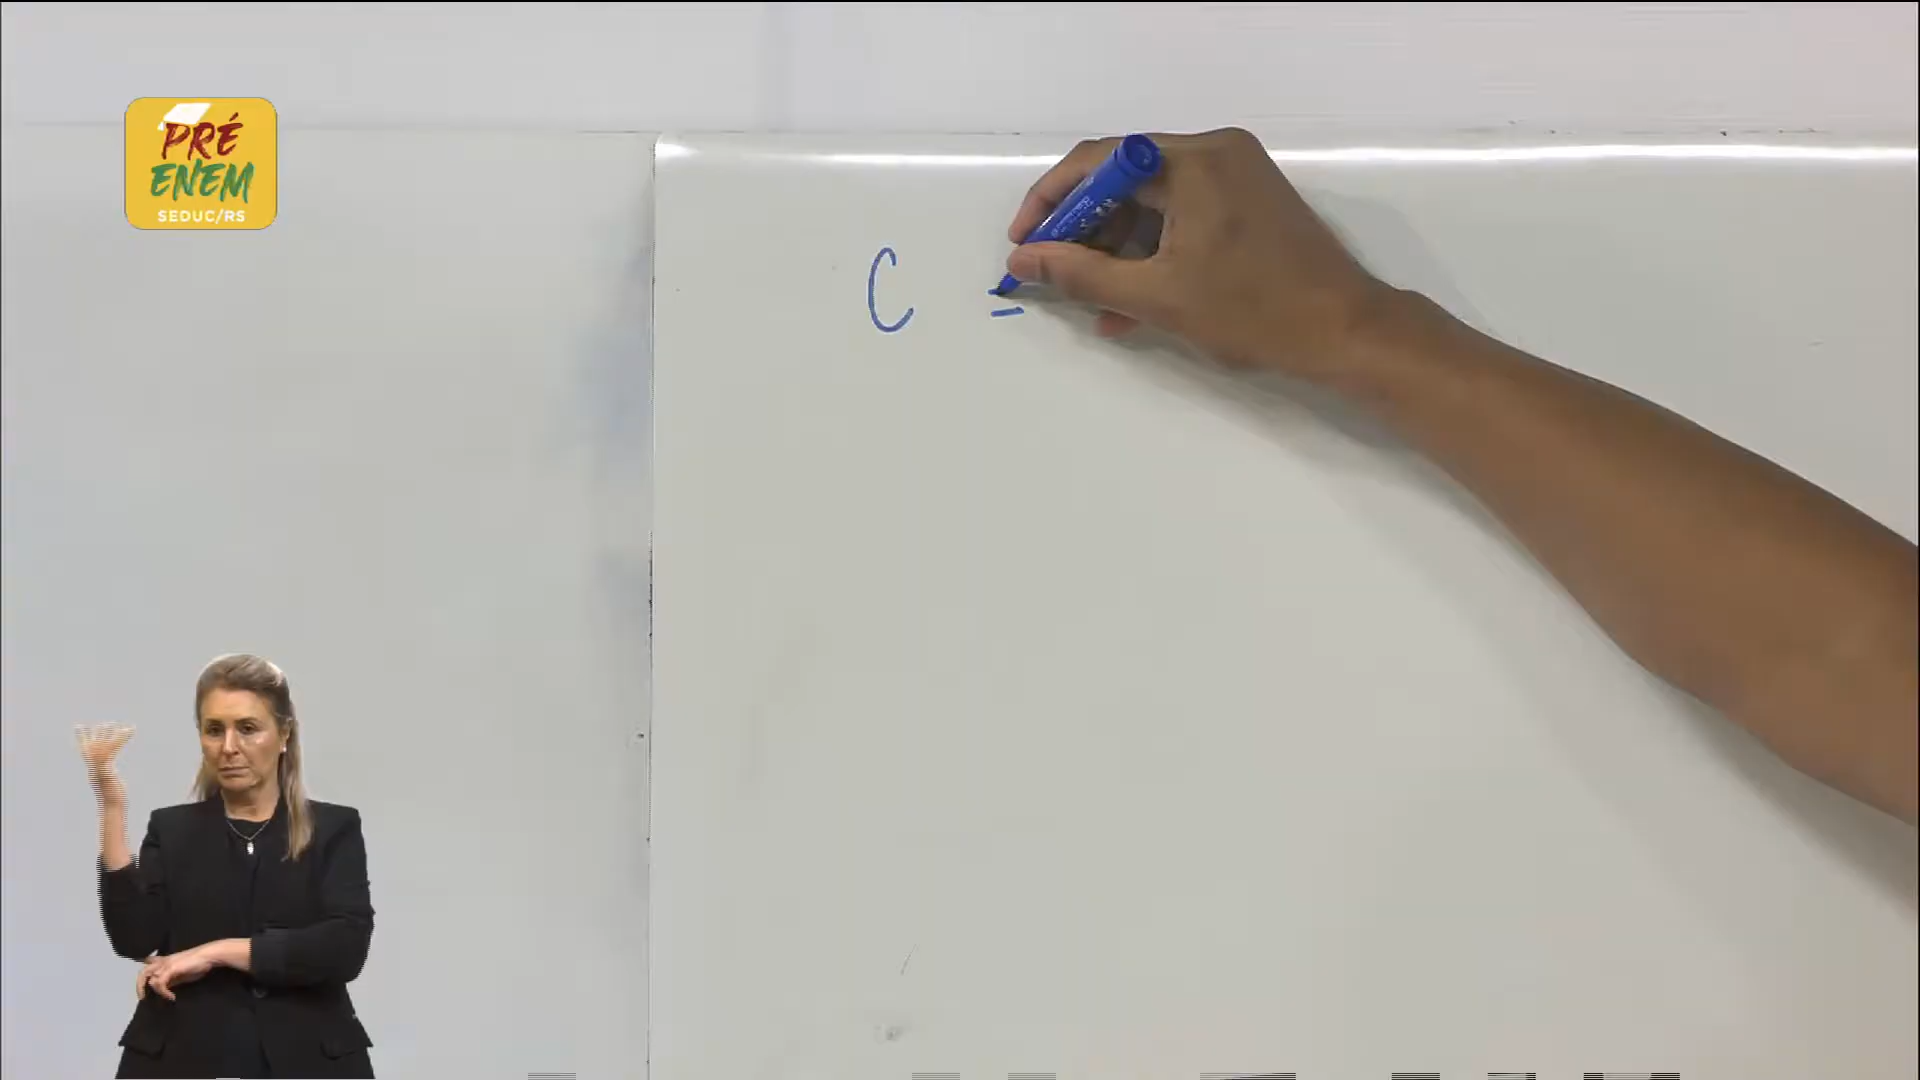 PRÉ
ENEM
SEDUC/RS
C =